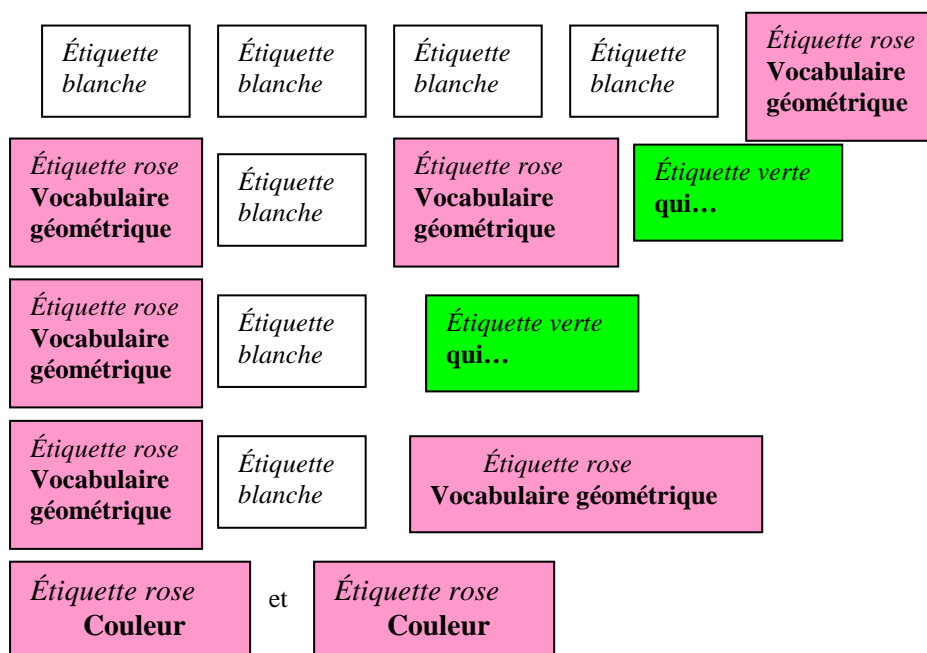 Étiquette blanche
Étiquette blanche
Étiquette blanche
Étiquette blanche
Étiquette rose
Vocabulaire
géométrique
Étiquette rose
Vocabulaire
géométrique
Étiquette
blanche
Étiquette rose
Vocabulaire
géométrique
Étiquette verte
qui…
Étiquette rose
Vocabulaire
géométrique
Étiquette
blanche
Étiquette verte
qui…
Étiquette rose
Vocabulaire
géométrique
Étiquette
blanche
Étiquette rose
Vocabulaire géométrique
Étiquette rose
Couleur
et
Étiquette rose
Couleur